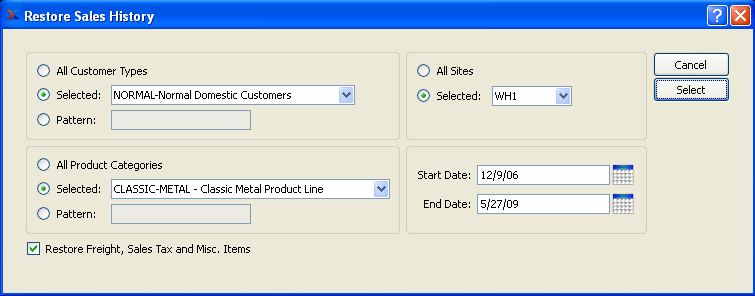 Restore Sales History
All Customer Types
Selected: NORMAL-Normal Domestic Customers
Pattern:
All Sites
Selected: WH1
Cancel
Select
All Product Categories
Selected: CLASSIC-METAL - Classic Metal Product Line
Pattern:
Start Date: 12/9/06
End Date: 5/27/09
Restore Freight, Sales Tax and Misc. Items